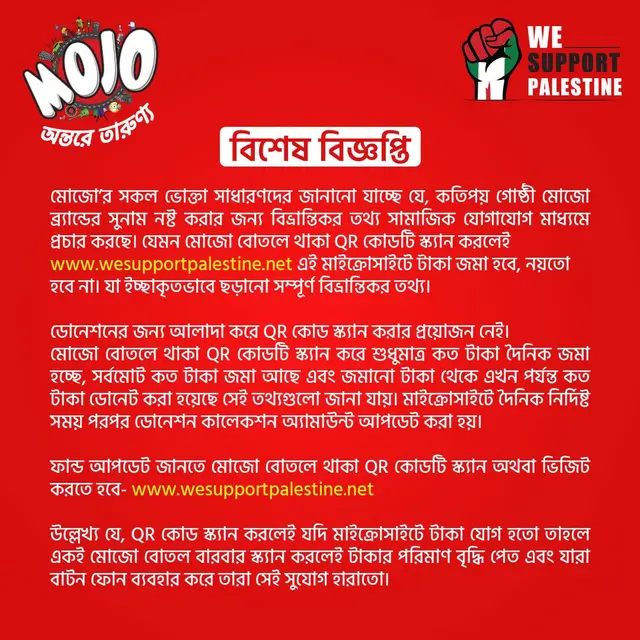 MOJO
অন্তরে তারুণ্য
WE
SUPPORT
PALESTINE
বিশেষ বিজ্ঞপ্তি
মোজো'র সকল ভোক্তা সাধারণদের জানানো যাচ্ছে যে, কতিপয় গোষ্ঠী মোজো
ব্র্যান্ডের সুনাম নষ্ট করার জন্য বিভ্রান্তিকর তথ্য সামাজিক যোগাযোগ মাধ্যমে
প্রচার করছে। যেমন মোজো বোতলে থাকা QR কোডটি স্ক্যান করলেই
www.wesupportpalestine.net এই মাইক্রোসাইটে টাকা জমা হবে, নয়তো
হবে না। যা ইচ্ছাকৃতভাবে ছড়ানো সম্পূর্ণ বিভ্রান্তিকর তথ্য।
ডোনেশনের জন্য আলাদা করে QR কোড স্ক্যান করার প্রয়োজন নেই।
মোজো বোতলে থাকা QR কোডটি স্ক্যান করে শুধুমাত্র কত টাকা দৈনিক জমা
হচ্ছে, সর্বমোট কত টাকা জমা আছে এবং জমানো টাকা থেকে এখন পর্যন্ত কত
টাকা ডোনেট করা হয়েছে সেই তথ্যগুলো জানা যায়। মাইক্রোসাইটে দৈনিক নির্দিষ্ট
সময় পরপর ডোনেশন কালেকশন অ্যামাউন্ট আপডেট করা হয়।
ফান্ড আপডেট জানতে মোজো বোতলে থাকা QR কোডটি স্ক্যান অথবা ভিজিট
করতে হবে- www.wesupportpalestine.net
উল্লেখ্য যে, QR কোড স্ক্যান করলেই যদি মাইক্রোসাইটে টাকা যোগ হতো তাহলে
একই মোজো বোতল বারবার স্ক্যান করলেই টাকার পরিমাণ বৃদ্ধি পেত এবং যারা
বাটন ফোন ব্যবহার করে তারা সেই সুযোগ হারাতো।